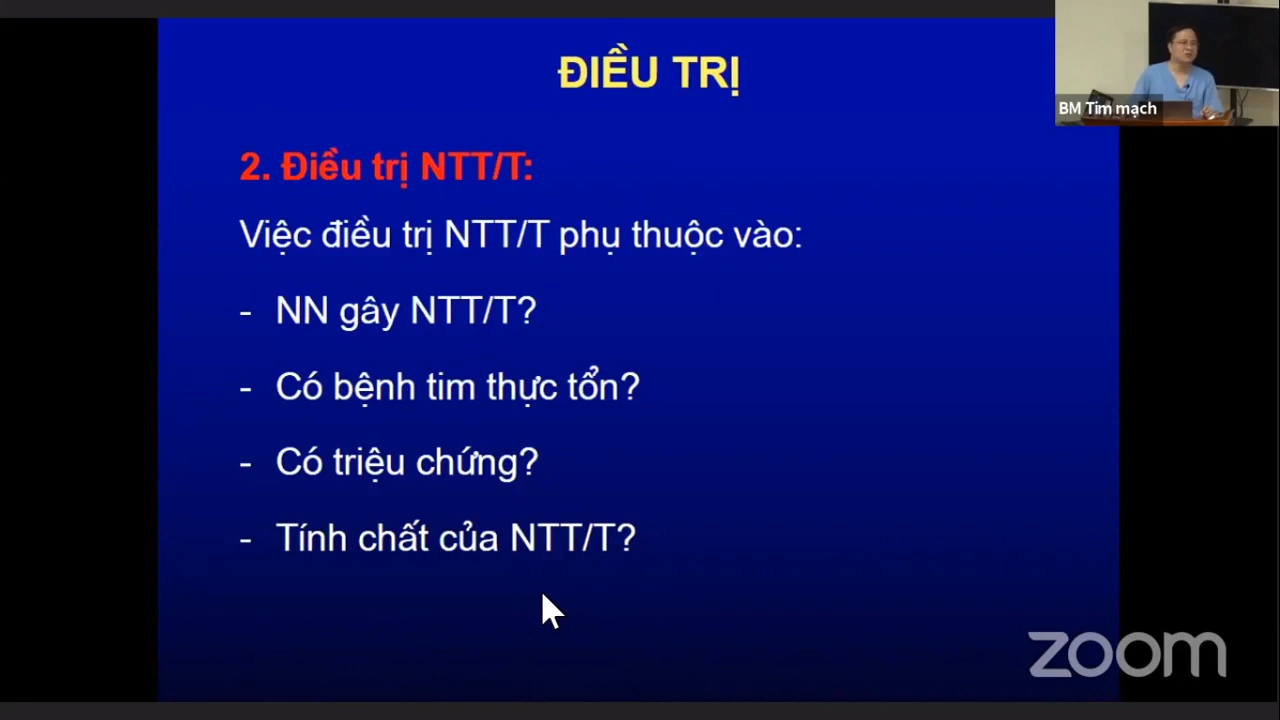 ĐIỀU TRỊ
BM Tim mạch
2. Điều trị NTT/T:
Việc điều trị NTT/T phụ thuộc vào:
- NN gây NTT/T?
- Có bệnh tim thực tổn?
- Có triệu chứng?
- Tính chất của NTT/T?
zoom